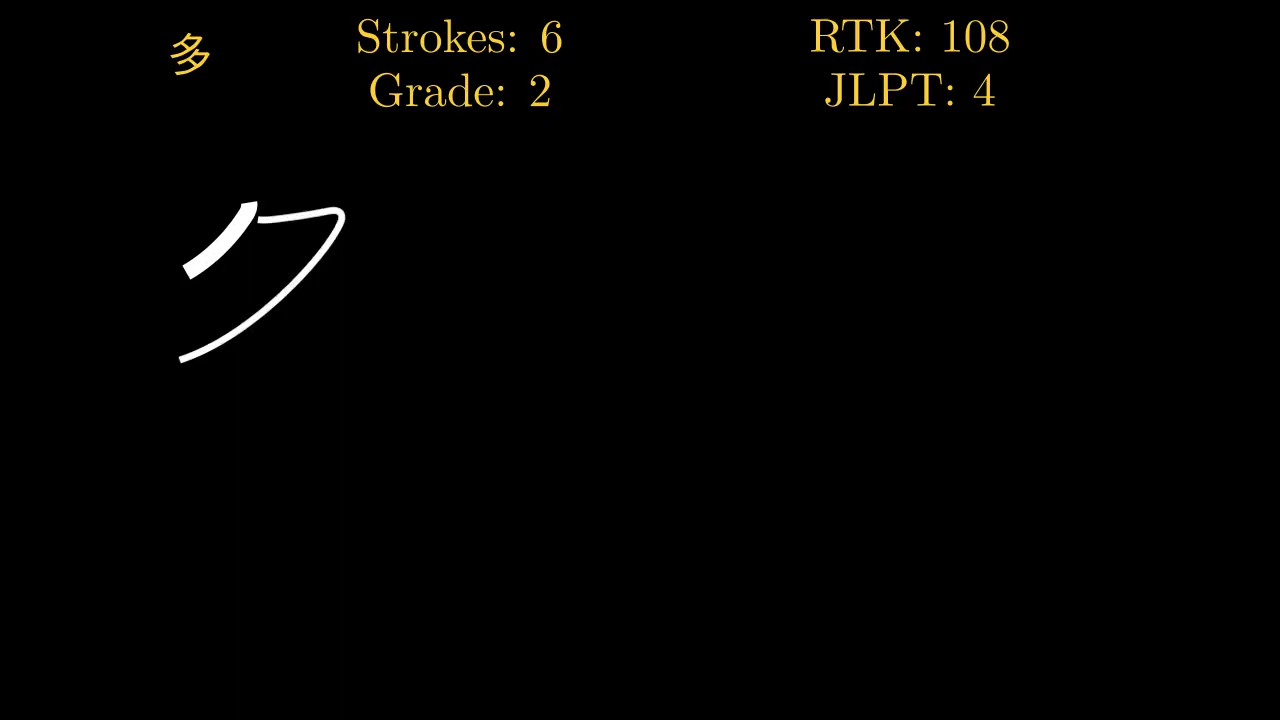 多
Strokes: 6
Grade: 2
RTK: 108
JLPT: 4